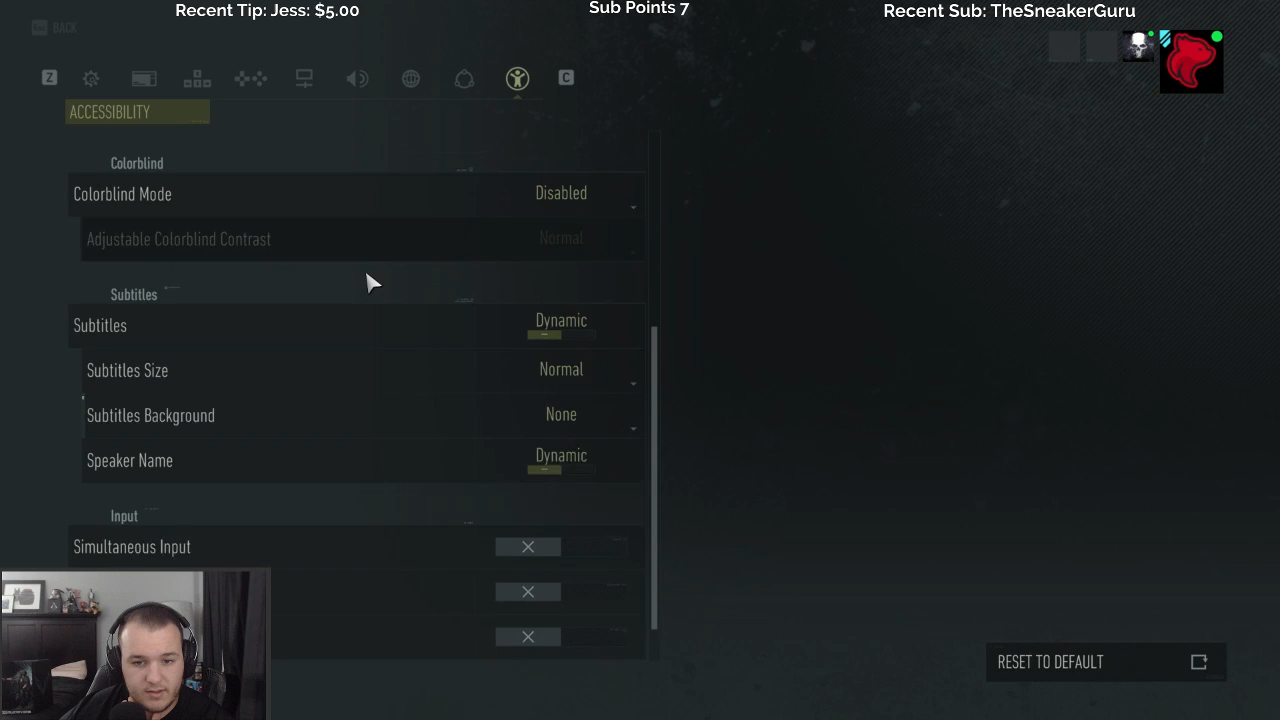 Recent Tip: Jess: $5.00
Sub Points 7
Recent Sub: TheSneakerGuru
BACK
Z
C
ACCESSIBILITY
Colorblind
Colorblind Mode Disabled
Adjustable Colorblind Contrast Normal
Subtitles
Subtitles Dynamic
Subtitles Size Normal
Subtitles Background None
Speaker Name Dynamic
Input
Simultaneous Input
RESET TO DEFAULT